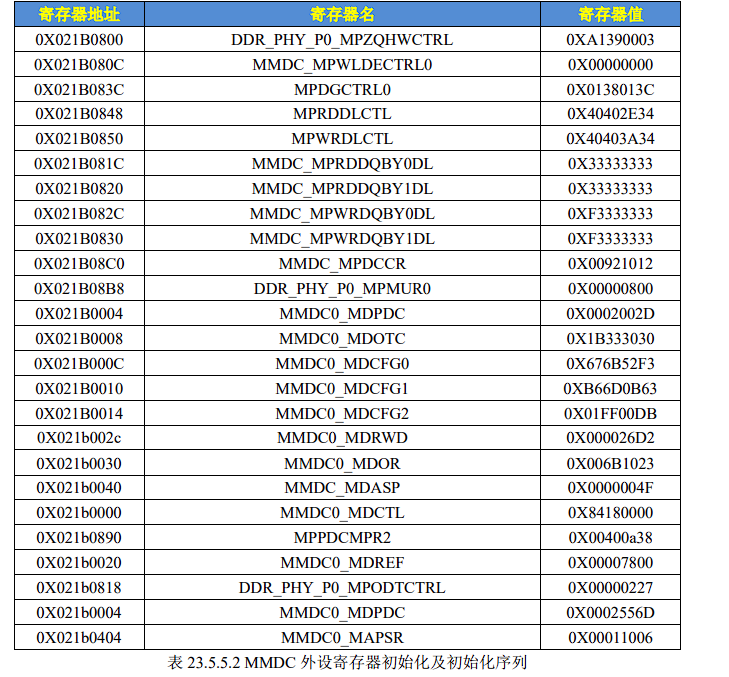 寄存器地址 寄存器名 寄存器值
0X021B0800 DDR_PHY_P0_MPZQHWCTRL 0XA1390003
0X021B080C MMDC_MPWLDECTRL0 0X00000000
0X021B083C MPDGCTRL0 0X0138013C
0X021B0848 MPRDDLCTL 0X40402E34
0X021B0850 MPWRDLCTL 0X40403A34
0X021B081C MMDC_MPRDDQBY0DL 0X33333333
0X021B0820 MMDC_MPRDDQBY1DL 0X33333333
0X021B082C MMDC_MPWRDQBY0DL 0XF3333333
0X021B0830 MMDC_MPWRDQBY1DL 0XF3333333
0X021B08C0 MMDC_MPDCCR 0X00921012
0X021B08B8 DDR_PHY_P0_MPMUR0 0X00000800
0X021B0004 MMDC0_MDPDC 0X0002002D
0X021B0008 MMDC0_MDOTC 0X1B333030
0X021B000C MMDC0_MDCFG0 0X676B52F3
0X021B0010 MMDC0_MDCFG1 0XB66D0B63
0X021B0014 MMDC0_MDCFG2 0X01FF00DB
0X021b002c MMDC0_MDRWD 0X000026D2
0X021b0030 MMDC0_MDOR 0X006B1023
0X021b0040 MMDC_MDASP 0X0000004F
0X021b0000 MMDC0_MDCTL 0X84180000
0X021b0890 MPPDCMPR2 0X00400a38
0X021b0020 MMDC0_MDREF 0X00007800
0X021b0818 DDR_PHY_P0_MPODTCTRL 0X00000227
0X021b0004 MMDC0_MDPDC 0X0002556D
0X021b0404 MMDC0_MAPSR 0X00011006
表 23.5.5.2 MMDC 外设寄存器初始化及初始化序列